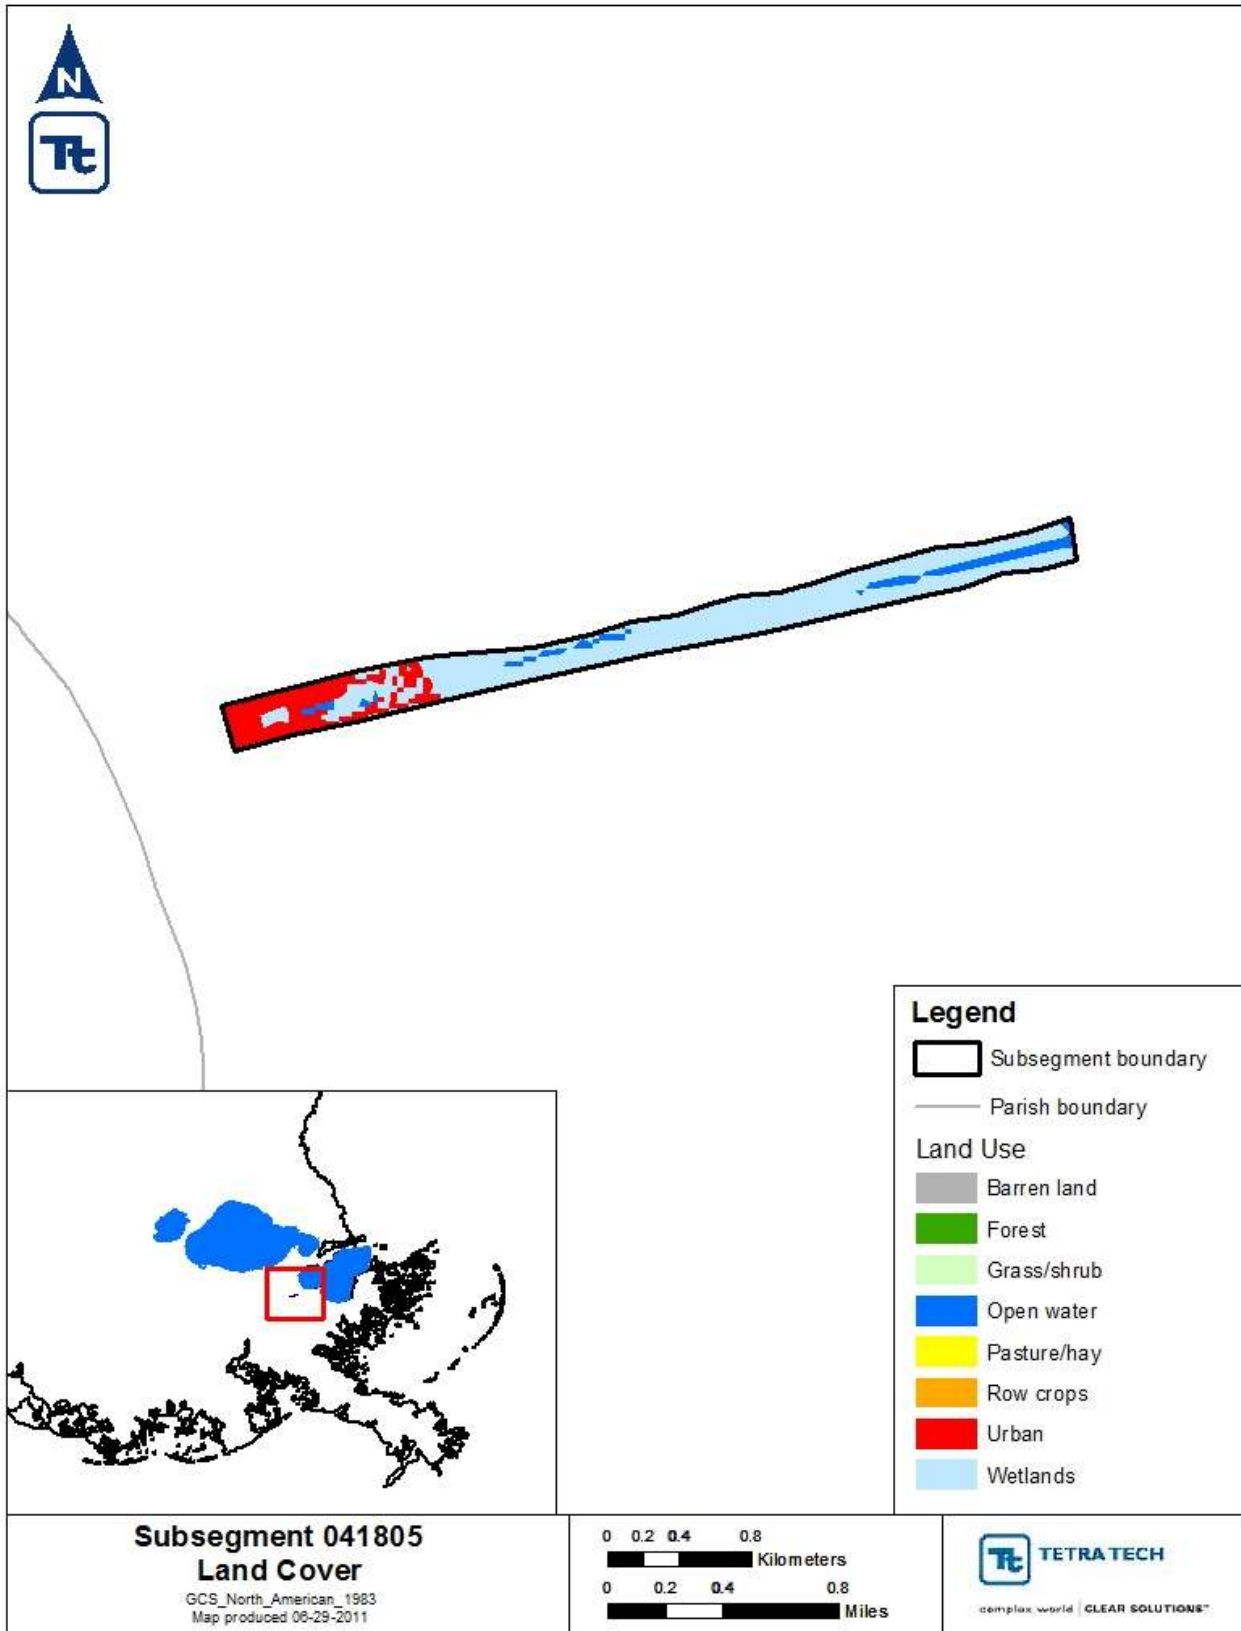 N
Tt
Legend
Subsegment boundary
Parish boundary
Land Use
Barren land
Forest
Grass/shrub
Open water
Pasture/hay
Row crops
Urban
Wetlands
Subsegment 041805
Land Cover
GCS_North_American_1983
Map produced 06-29-2011
0 0.2 0.4 0.8
Kilometers
0 0.2 0.4 0.8
Miles
Tt TETRA TECH
complex world | CLEAR SOLUTIONS™